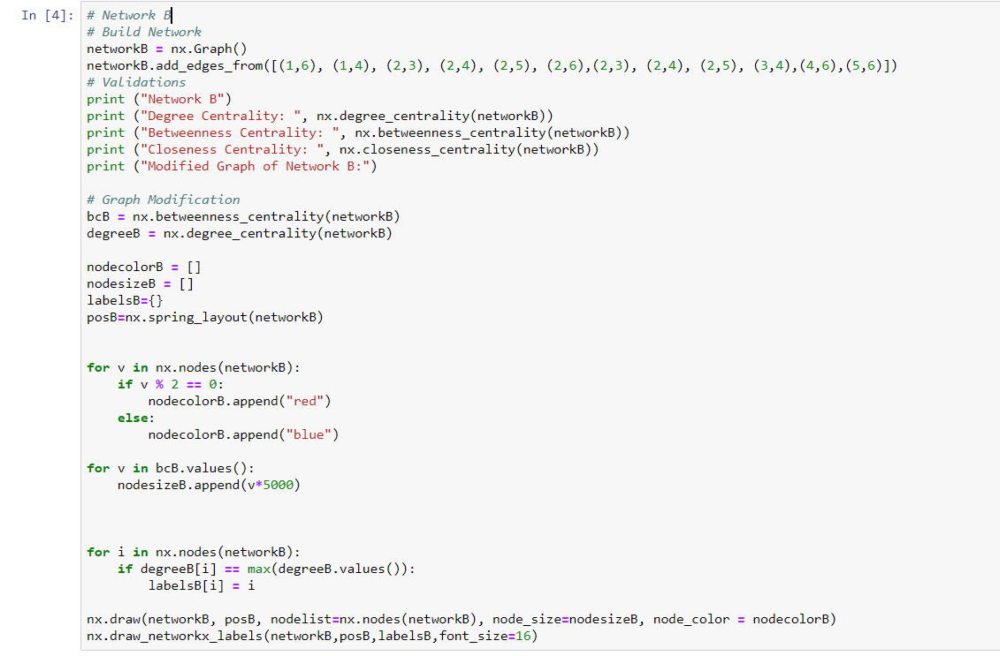 In [4]:
# Network B
# Build Network
networkB = nx.Graph()
networkB.add_edges_from([(1,6), (1,4), (2,3), (2,4), (2,5), (2,6),(2,3), (2,4), (2,5), (3,4),(4,6),(5,6)])
# Validations
print ("Network B")
print ("Degree Centrality: ", nx.degree_centrality(networkB))
print ("Betweenness Centrality: ", nx.betweenness_centrality(networkB))
print ("Closeness Centrality: ", nx.closeness_centrality(networkB))
print ("Modified Graph of Network B:")
# Graph Modification
bcB = nx.betweenness_centrality(networkB)
degreeB = nx.degree_centrality(networkB)
nodecolorB = []
nodesizeB = []
labelsB={}
posB=nx.spring_layout(networkB)
for v in nx.nodes(networkB):
    if v % 2 == 0:
        nodecolorB.append("red")
    else:
        nodecolorB.append("blue")
for v in bcB.values():
    nodesizeB.append(v*5000)
for i in nx.nodes(networkB):
    if degreeB[i] == max(degreeB.values()):
        labelsB[i] = i
nx.draw(networkB, posB, nodelist=nx.nodes(networkB), node_size=nodesizeB, node_color = nodecolorB)
nx.draw_networkx_labels(networkB,posB,labelsB,font_size=16)